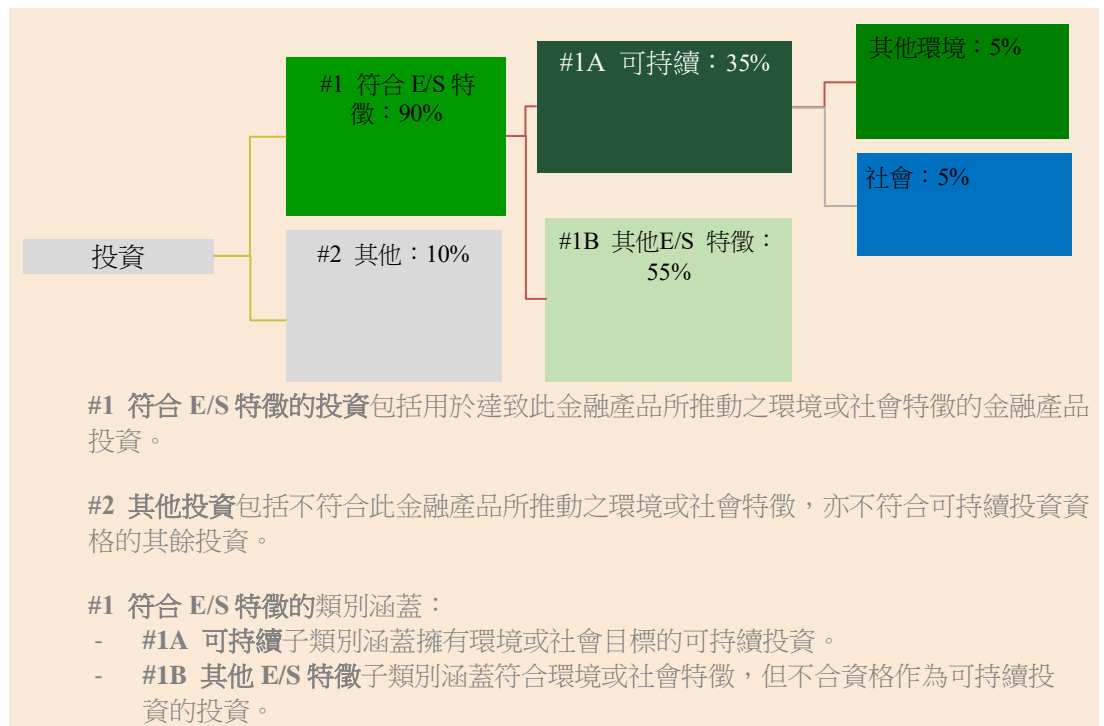 #1 符合 E/S 特
徵：90%
#1A 可持續：35%
其他環境：5%
社會：5%
投資
#2 其他：10%
#1B 其他E/S 特徵：
55%
#1 符合 E/S 特徵的投資包括用於達致此金融產品所推動之環境或社會特徵的金融產品
投資。
#2 其他投資包括不符合此金融產品所推動之環境或社會特徵，亦不符合可持續投資資
格的其餘投資。
#1 符合 E/S 特徵的類別涵蓋：
- #1A 可持續子類別涵蓋擁有環境或社會目標的可持續投資。
- #1B 其他 E/S 特徵子類別涵蓋符合環境或社會特徵，但不合資格作為可持續投
資的投資。